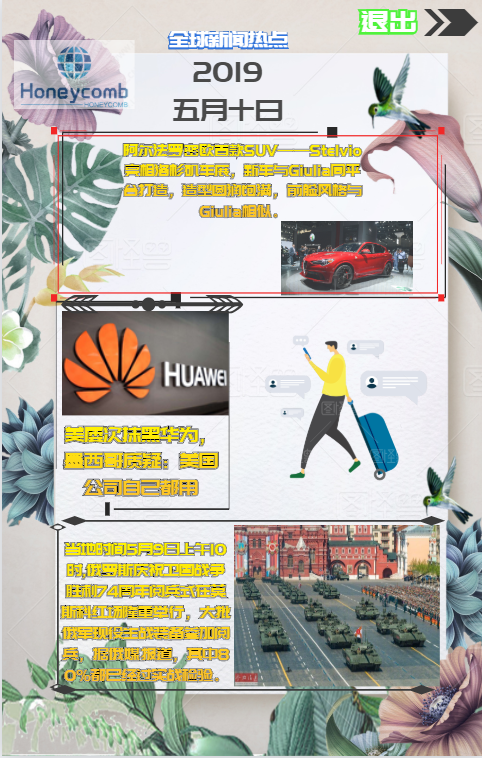 退出
全球新闻热点
Honeycomb
HONEYCOMB
2019
五月十日
阿尔法罗密欧首款SUV——Stelvio
亮相洛杉矶车展，新车与Giulia同平
台打造，造型圆润饱满，前脸风格与
Giulia相似。
HUAWEI
美国次抹黑华为，
墨西哥质疑：美国
公司自己都用
当地时间5月9日上午10
时,俄罗斯庆祝卫国战争
胜利74周年阅兵式在莫
斯科红场隆重举行，大批
俄军现役主战装备参加阅
兵，据俄媒报道，其中8
0%都已经过实战检验。